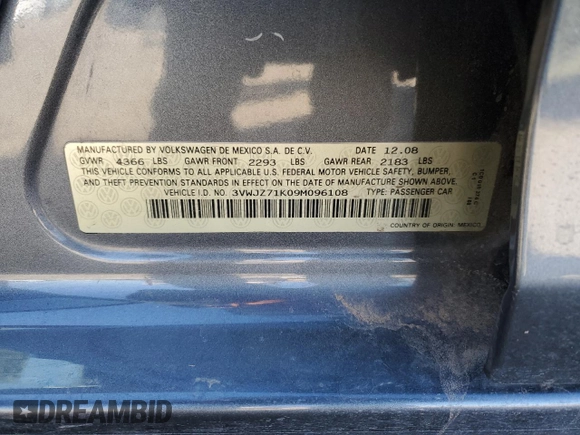 MANUFACTURED BY VOLKSWAGEN DE MEXICO S.A. DE C.V. DATE 12.08
GVWR 4366 LBS GAWR FRONT 2293 LBS GAWR REAR 2183 LBS
THIS VEHICLE CONFORMS TO ALL APPLICABLE U.S. FEDERAL MOTOR VEHICLE SAFETY, BUMPER,
AND THEFT PREVENTION STANDARDS IN EFFECT ON THE DATE OF MANUFACTURE SHOWN ABOVE.
VEHICLE I.D. NO. 3VWJZ71K09M096108 TYPE: PASSENGER CAR
COUNTRY OF ORIGIN: MEXICO
DREAMBID